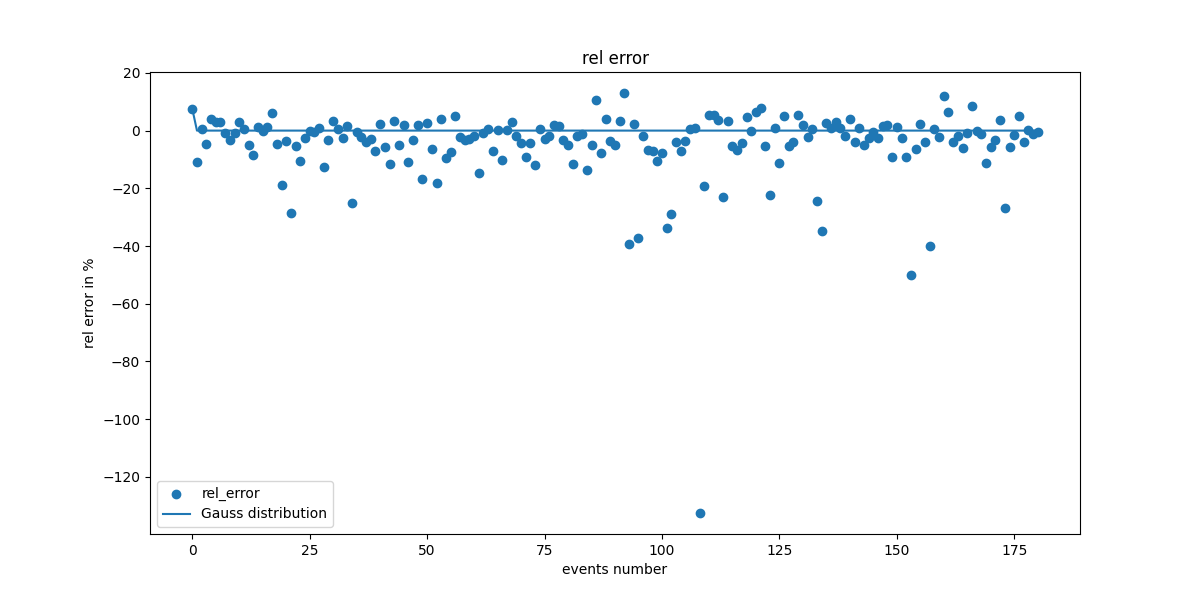 rel error
20
0
−20
−40
−60
−80
−100
−120
rel error in %
rel_error
Gauss distribution
0 25 50 75 100 125 150 175
events number